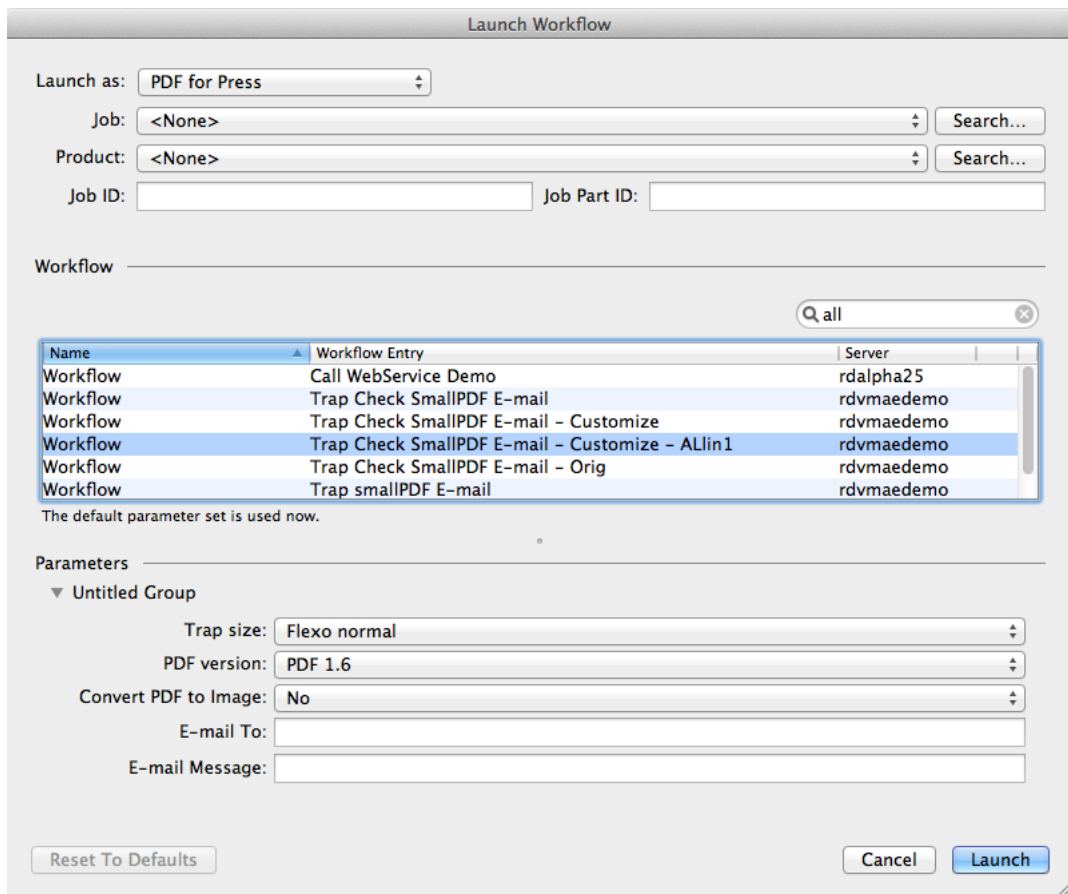 Launch Workflow
Launch as: PDF for Press
Job: <None> Search...
Product: <None> Search...
Job ID: Job Part ID:
Workflow
all
Name Workflow Entry Server
Workflow Call WebService Demo rdalpha25
Workflow Trap Check SmallPDF E-mail rdvmaedemo
Workflow Trap Check SmallPDF E-mail – Customize rdvmaedemo
Workflow Trap Check SmallPDF E-mail – Customize – ALlin1 rdvmaedemo
Workflow Trap Check SmallPDF E-mail – Orig rdvmaedemo
Workflow Trap smallPDF E-mail rdvmaedemo
The default parameter set is used now.
Parameters
Untitled Group
Trap size: Flexo normal
PDF version: PDF 1.6
Convert PDF to Image: No
E-mail To:
E-mail Message:
Reset To Defaults Cancel Launch